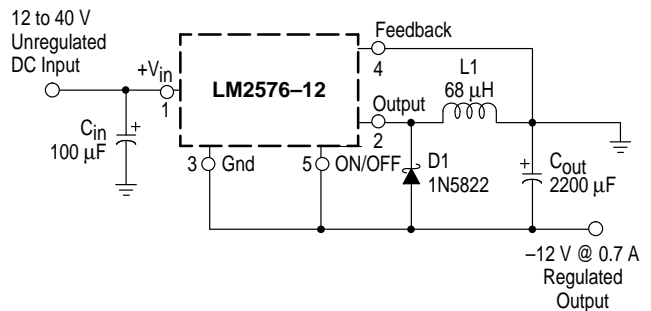 12 to 40 V
Unregulated
DC Input
+Vin
1
Cin
100 μF
+
LM2576–12
Feedback
4
Output
2
3
Gnd
5
ON/OFF
L1
68 μH
D1
1N5822
+
Cout
2200 μF
–12 V @ 0.7 A
Regulated
Output